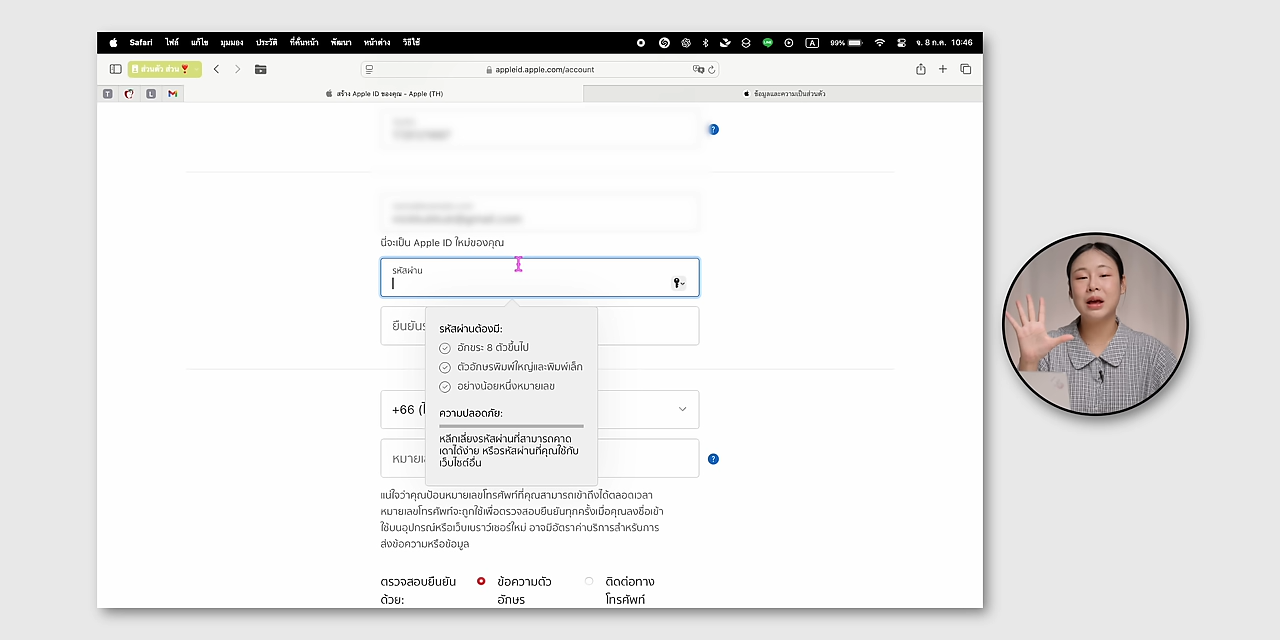 Safari ไฟล์ แก้ไข มุมมอง ประวัติ ที่คั่นหน้า พัฒนา หน้าต่าง วิธีใช้ A 99% จ. 8 ก.ค. 10:46
ส่วนตัว ส่วน appleid.apple.com/account
T L M สร้าง Apple ID ของคุณ - Apple (TH) ข้อมูลและความเป็นส่วนตัว
?
นี่จะเป็น Apple ID ใหม่ของคุณ
รหัสผ่าน
รหัสผ่านต้องมี:
อักขระ 8 ตัวขึ้นไป
ตัวอักษรพิมพ์ใหญ่และพิมพ์เล็ก
อย่างน้อยหนึ่งหมายเลข
+66
ความปลอดภัย:
หลีกเลี่ยงรหัสผ่านที่สามารถคาด
เดาได้ง่าย หรือรหัสผ่านที่คุณใช้กับ
เว็บไซต์อื่น
?
แน่ใจว่าคุณป้อนหมายเลขโทรศัพท์ที่คุณสามารถเข้าถึงได้ตลอดเวลา
หมายเลขโทรศัพท์จะถูกใช้เพื่อตรวจสอบยืนยันทุกครั้งเมื่อคุณลงชื่อเข้า
ใช้บนอุปกรณ์หรือเว็บเบราว์เซอร์ใหม่ อาจมีอัตราค่าบริการสำหรับการ
ส่งข้อความหรือข้อมูล
ตรวจสอบยืนยัน ข้อความตัว ติดต่อทาง
ด้วย: อักษร โทรศัพท์